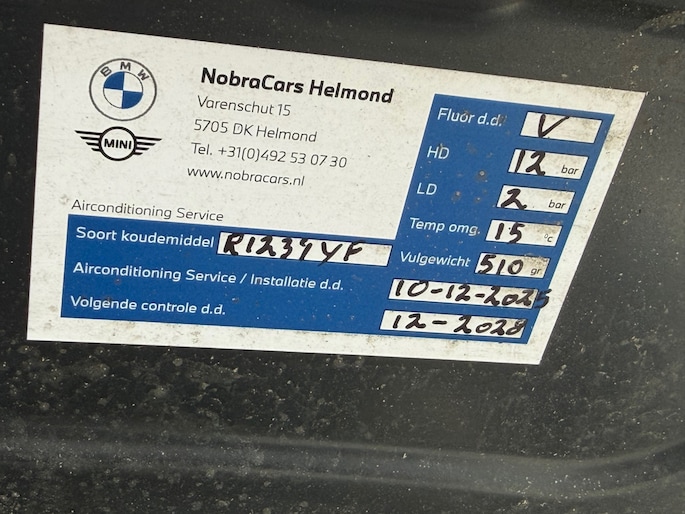 BMW
MINI
NobraCars Helmond
Varenschut 15
5705 DK Helmond
Tel. +31(0)492 53 07 30
www.nobracars.nl
Fluor d.d. V
HD 12 bar
LD 2 bar
Temp omg. 15 °C
Vulgewicht 510 gr
Airconditioning Service
Soort koudemiddel R1234YF
Airconditioning Service / Installatie d.d. 10-12-2025
Volgende controle d.d. 12-2028